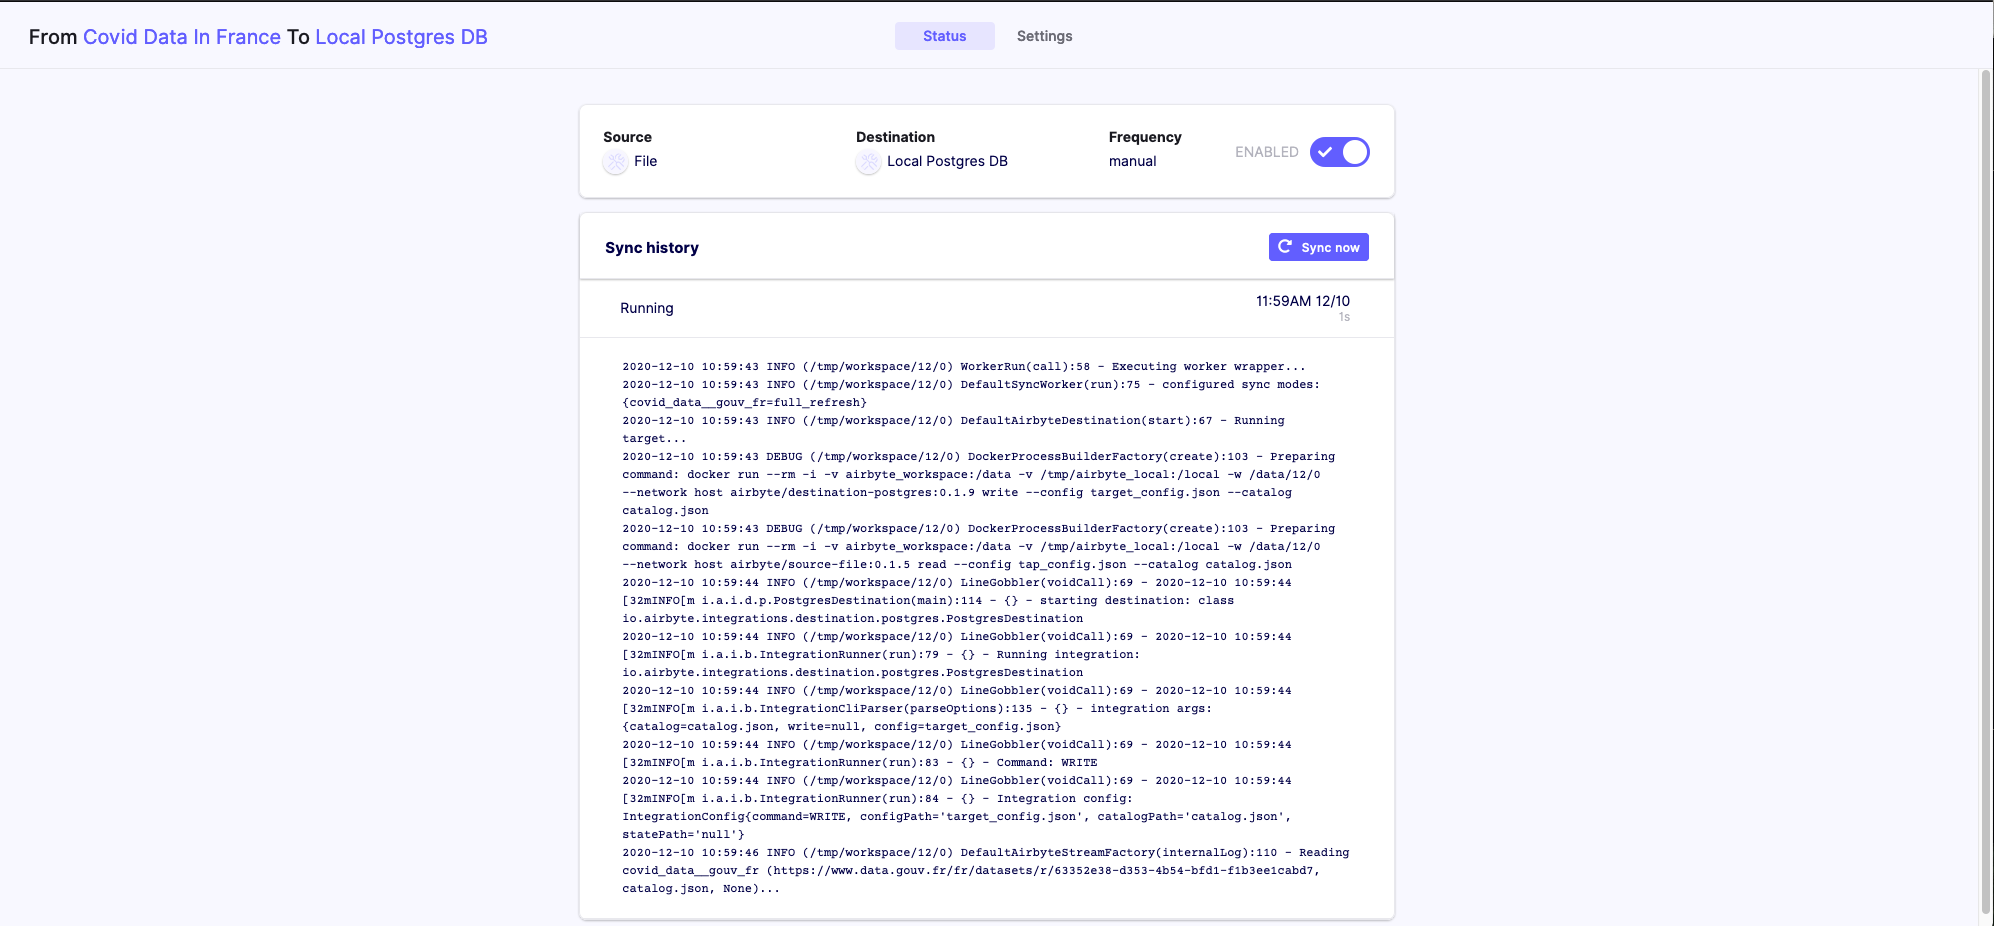 From Covid Data In France To Local Postgres DB
Status
Settings
Source
File
Destination
Local Postgres DB
Frequency
manual
ENABLED
Sync history
Sync now
Running
11:59AM 12/10
1s
2020-12-10 10:59:43 INFO (/tmp/workspace/12/0) WorkerRun(call):58 - Executing worker wrapper...
2020-12-10 10:59:43 INFO (/tmp/workspace/12/0) DefaultSyncWorker(run):75 - configured sync modes:
{covid_data__gouv_fr=full_refresh}
2020-12-10 10:59:43 INFO (/tmp/workspace/12/0) DefaultAirbyteDestination(start):67 - Running
target...
2020-12-10 10:59:43 DEBUG (/tmp/workspace/12/0) DockerProcessBuilderFactory(create):103 - Preparing
command: docker run --rm -i -v airbyte_workspace:/data -v /tmp/airbyte_local:/local -w /data/12/0
--network host airbyte/destination-postgres:0.1.9 write --config target_config.json --catalog
catalog.json
2020-12-10 10:59:43 DEBUG (/tmp/workspace/12/0) DockerProcessBuilderFactory(create):103 - Preparing
command: docker run --rm -i -v airbyte_workspace:/data -v /tmp/airbyte_local:/local -w /data/12/0
--network host airbyte/source-file:0.1.5 read --config tap_config.json --catalog catalog.json
2020-12-10 10:59:44 INFO (/tmp/workspace/12/0) LineGobbler(voidCall):69 - 2020-12-10 10:59:44
[32mINFO[m i.a.i.d.p.PostgresDestination(main):114 - {} - starting destination: class
io.airbyte.integrations.destination.postgres.PostgresDestination
2020-12-10 10:59:44 INFO (/tmp/workspace/12/0) LineGobbler(voidCall):69 - 2020-12-10 10:59:44
[32mINFO[m i.a.i.b.IntegrationRunner(run):79 - {} - Running integration:
io.airbyte.integrations.destination.postgres.PostgresDestination
2020-12-10 10:59:44 INFO (/tmp/workspace/12/0) LineGobbler(voidCall):69 - 2020-12-10 10:59:44
[32mINFO[m i.a.i.b.IntegrationCliParser(parseOptions):135 - {} - integration args:
{catalog=catalog.json, write=null, config=target_config.json}
2020-12-10 10:59:44 INFO (/tmp/workspace/12/0) LineGobbler(voidCall):69 - 2020-12-10 10:59:44
[32mINFO[m i.a.i.b.IntegrationRunner(run):83 - {} - Command: WRITE
2020-12-10 10:59:44 INFO (/tmp/workspace/12/0) LineGobbler(voidCall):69 - 2020-12-10 10:59:44
[32mINFO[m i.a.i.b.IntegrationRunner(run):84 - {} - Integration config:
IntegrationConfig{command=WRITE, configPath='target_config.json', catalogPath='catalog.json',
statePath='null'}
2020-12-10 10:59:46 INFO (/tmp/workspace/12/0) DefaultAirbyteStreamFactory(internalLog):110 - Reading
covid_data__gouv_fr (https://www.data.gouv.fr/fr/datasets/r/63352e38-d353-4b54-bfd1-f1b3ee1cabd7,
catalog.json, None)...